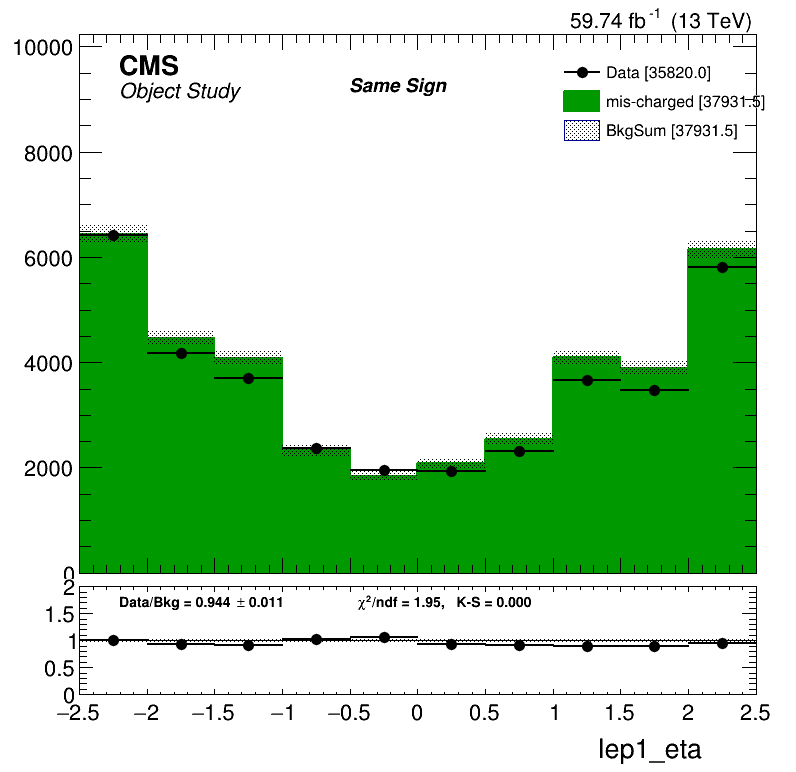 59.74 fb⁻¹ (13 TeV)
10000
CMS
Object Study
Same Sign
Data [35820.0]
mis-charged [37931.5]
BkgSum [37931.5]
8000
6000
4000
2000
0
2
Data/Bkg = 0.944 ± 0.011
χ²/ndf = 1.95, K-S = 0.000
1.5
1
0.5
0
−2.5 −2 −1.5 −1 −0.5 0 0.5 1 1.5 2 2.5
lep1_eta